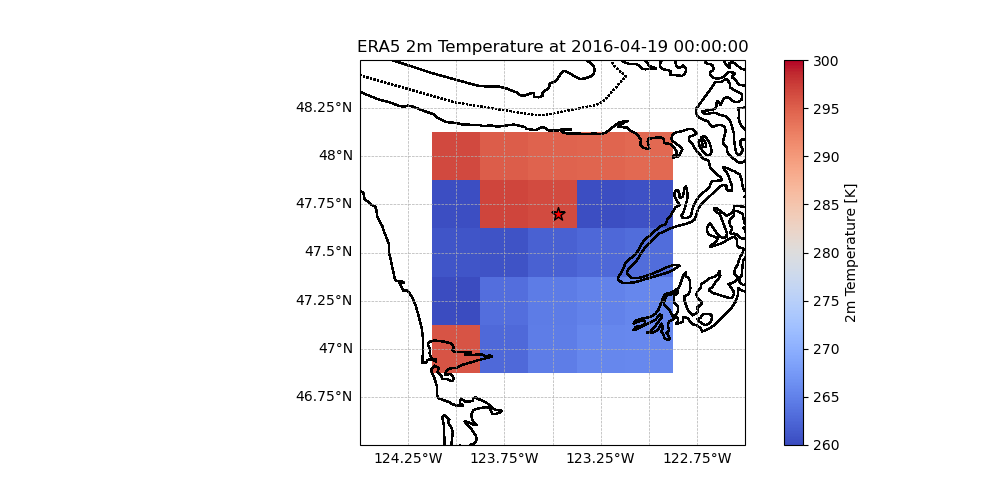 ERA5 2m Temperature at 2016-04-19 00:00:00
48.25°N
48°N
47.75°N
47.5°N
47.25°N
47°N
46.75°N
124.25°W
123.75°W
123.25°W
122.75°W
300
295
290
285
280
275
270
265
260
2m Temperature [K]